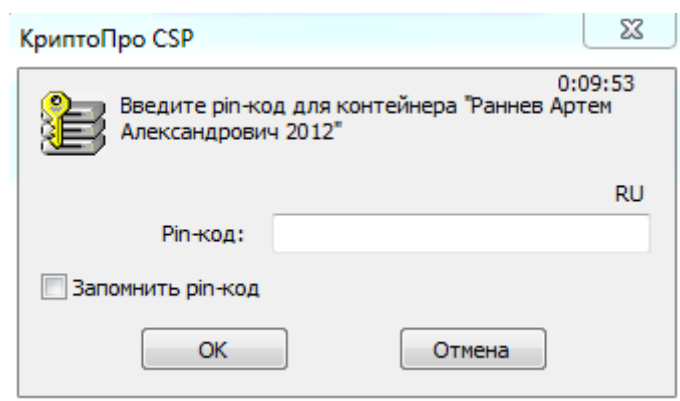 КриптоПро CSP
0:09:53
Введите pin-код для контейнера "Раннев Артем
Александрович 2012"
RU
Pin-код:
Запомнить pin-код
ОК
Отмена